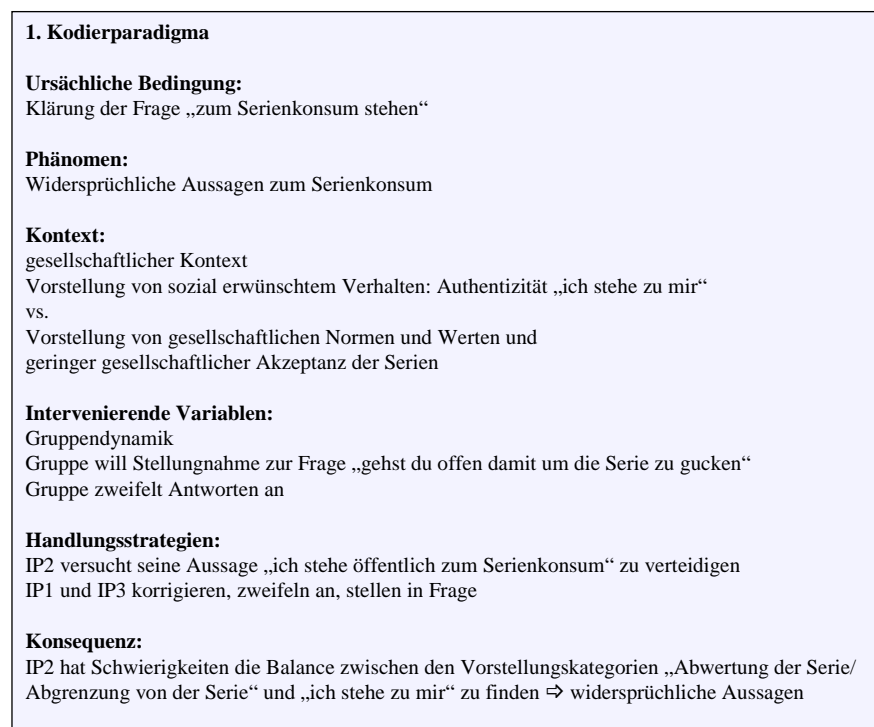 1. Kodierparadigma
Ursächliche Bedingung:
Klärung der Frage „zum Serienkonsum stehen“
Phänomen:
Widersprüchliche Aussagen zum Serienkonsum
Kontext:
gesellschaftlicher Kontext
Vorstellung von sozial erwünschtem Verhalten: Authentizität „ich stehe zu mir“
vs.
Vorstellung von gesellschaftlichen Normen und Werten und
geringer gesellschaftlicher Akzeptanz der Serien
Intervenierende Variablen:
Gruppendynamik
Gruppe will Stellungnahme zur Frage „gehst du offen damit um die Serie zu gucken“
Gruppe zweifelt Antworten an
Handlungsstrategien:
IP2 versucht seine Aussage „ich stehe öffentlich zum Serienkonsum“ zu verteidigen
IP1 und IP3 korrigieren, zweifeln an, stellen in Frage
Konsequenz:
IP2 hat Schwierigkeiten die Balance zwischen den Vorstellungskategorien „Abwertung der Serie/
Abgrenzung von der Serie“ und „ich stehe zu mir“ zu finden ⇨ widersprüchliche Aussagen